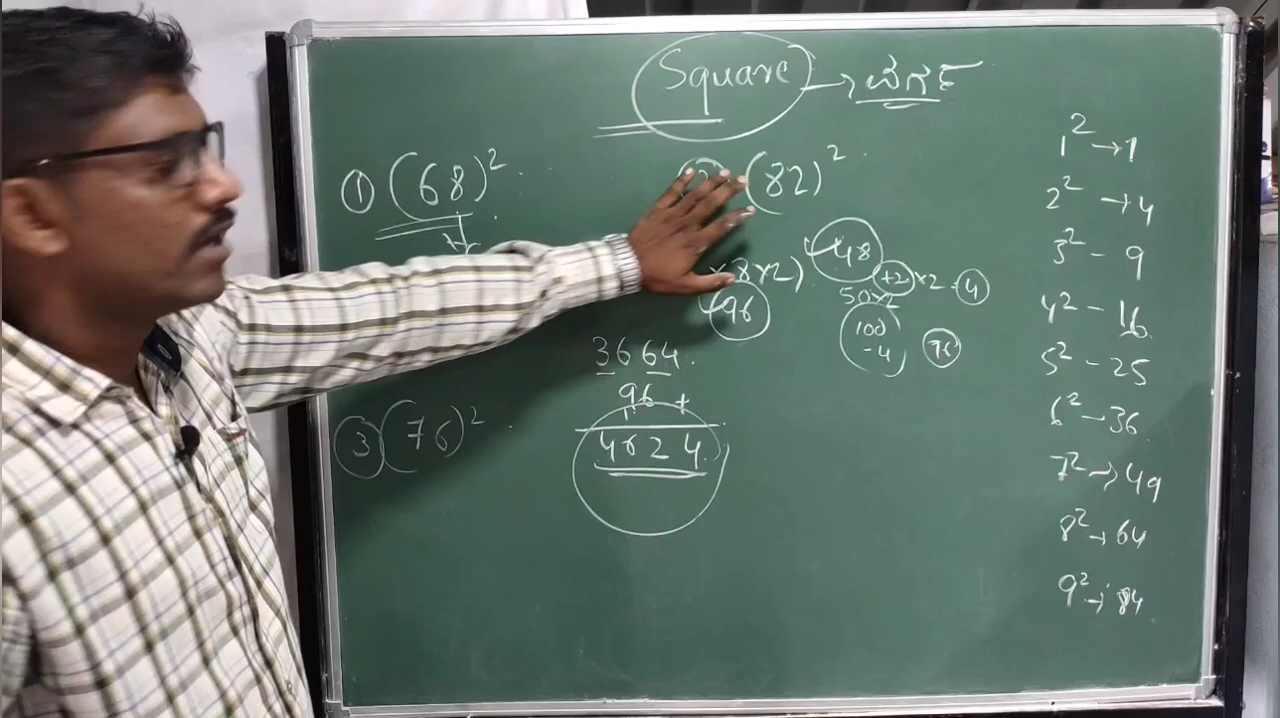 Square → ವರ್ಗ
① (68)²
(82)²
×8×2)
96
48
+2 ×2 - 4
50×2
100
-4
96
3664.
96 +
4624
③ (76)²
1² → 1
2² → 4
3² - 9
4² - 16
5² - 25
6² - 36
7² → 49
8² → 64
9² →